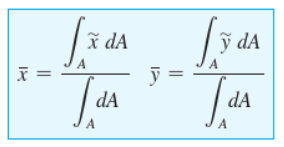 x̄ = ∫_A x̃ dA / ∫_A dA    ȳ = ∫_A ỹ dA / ∫_A dA